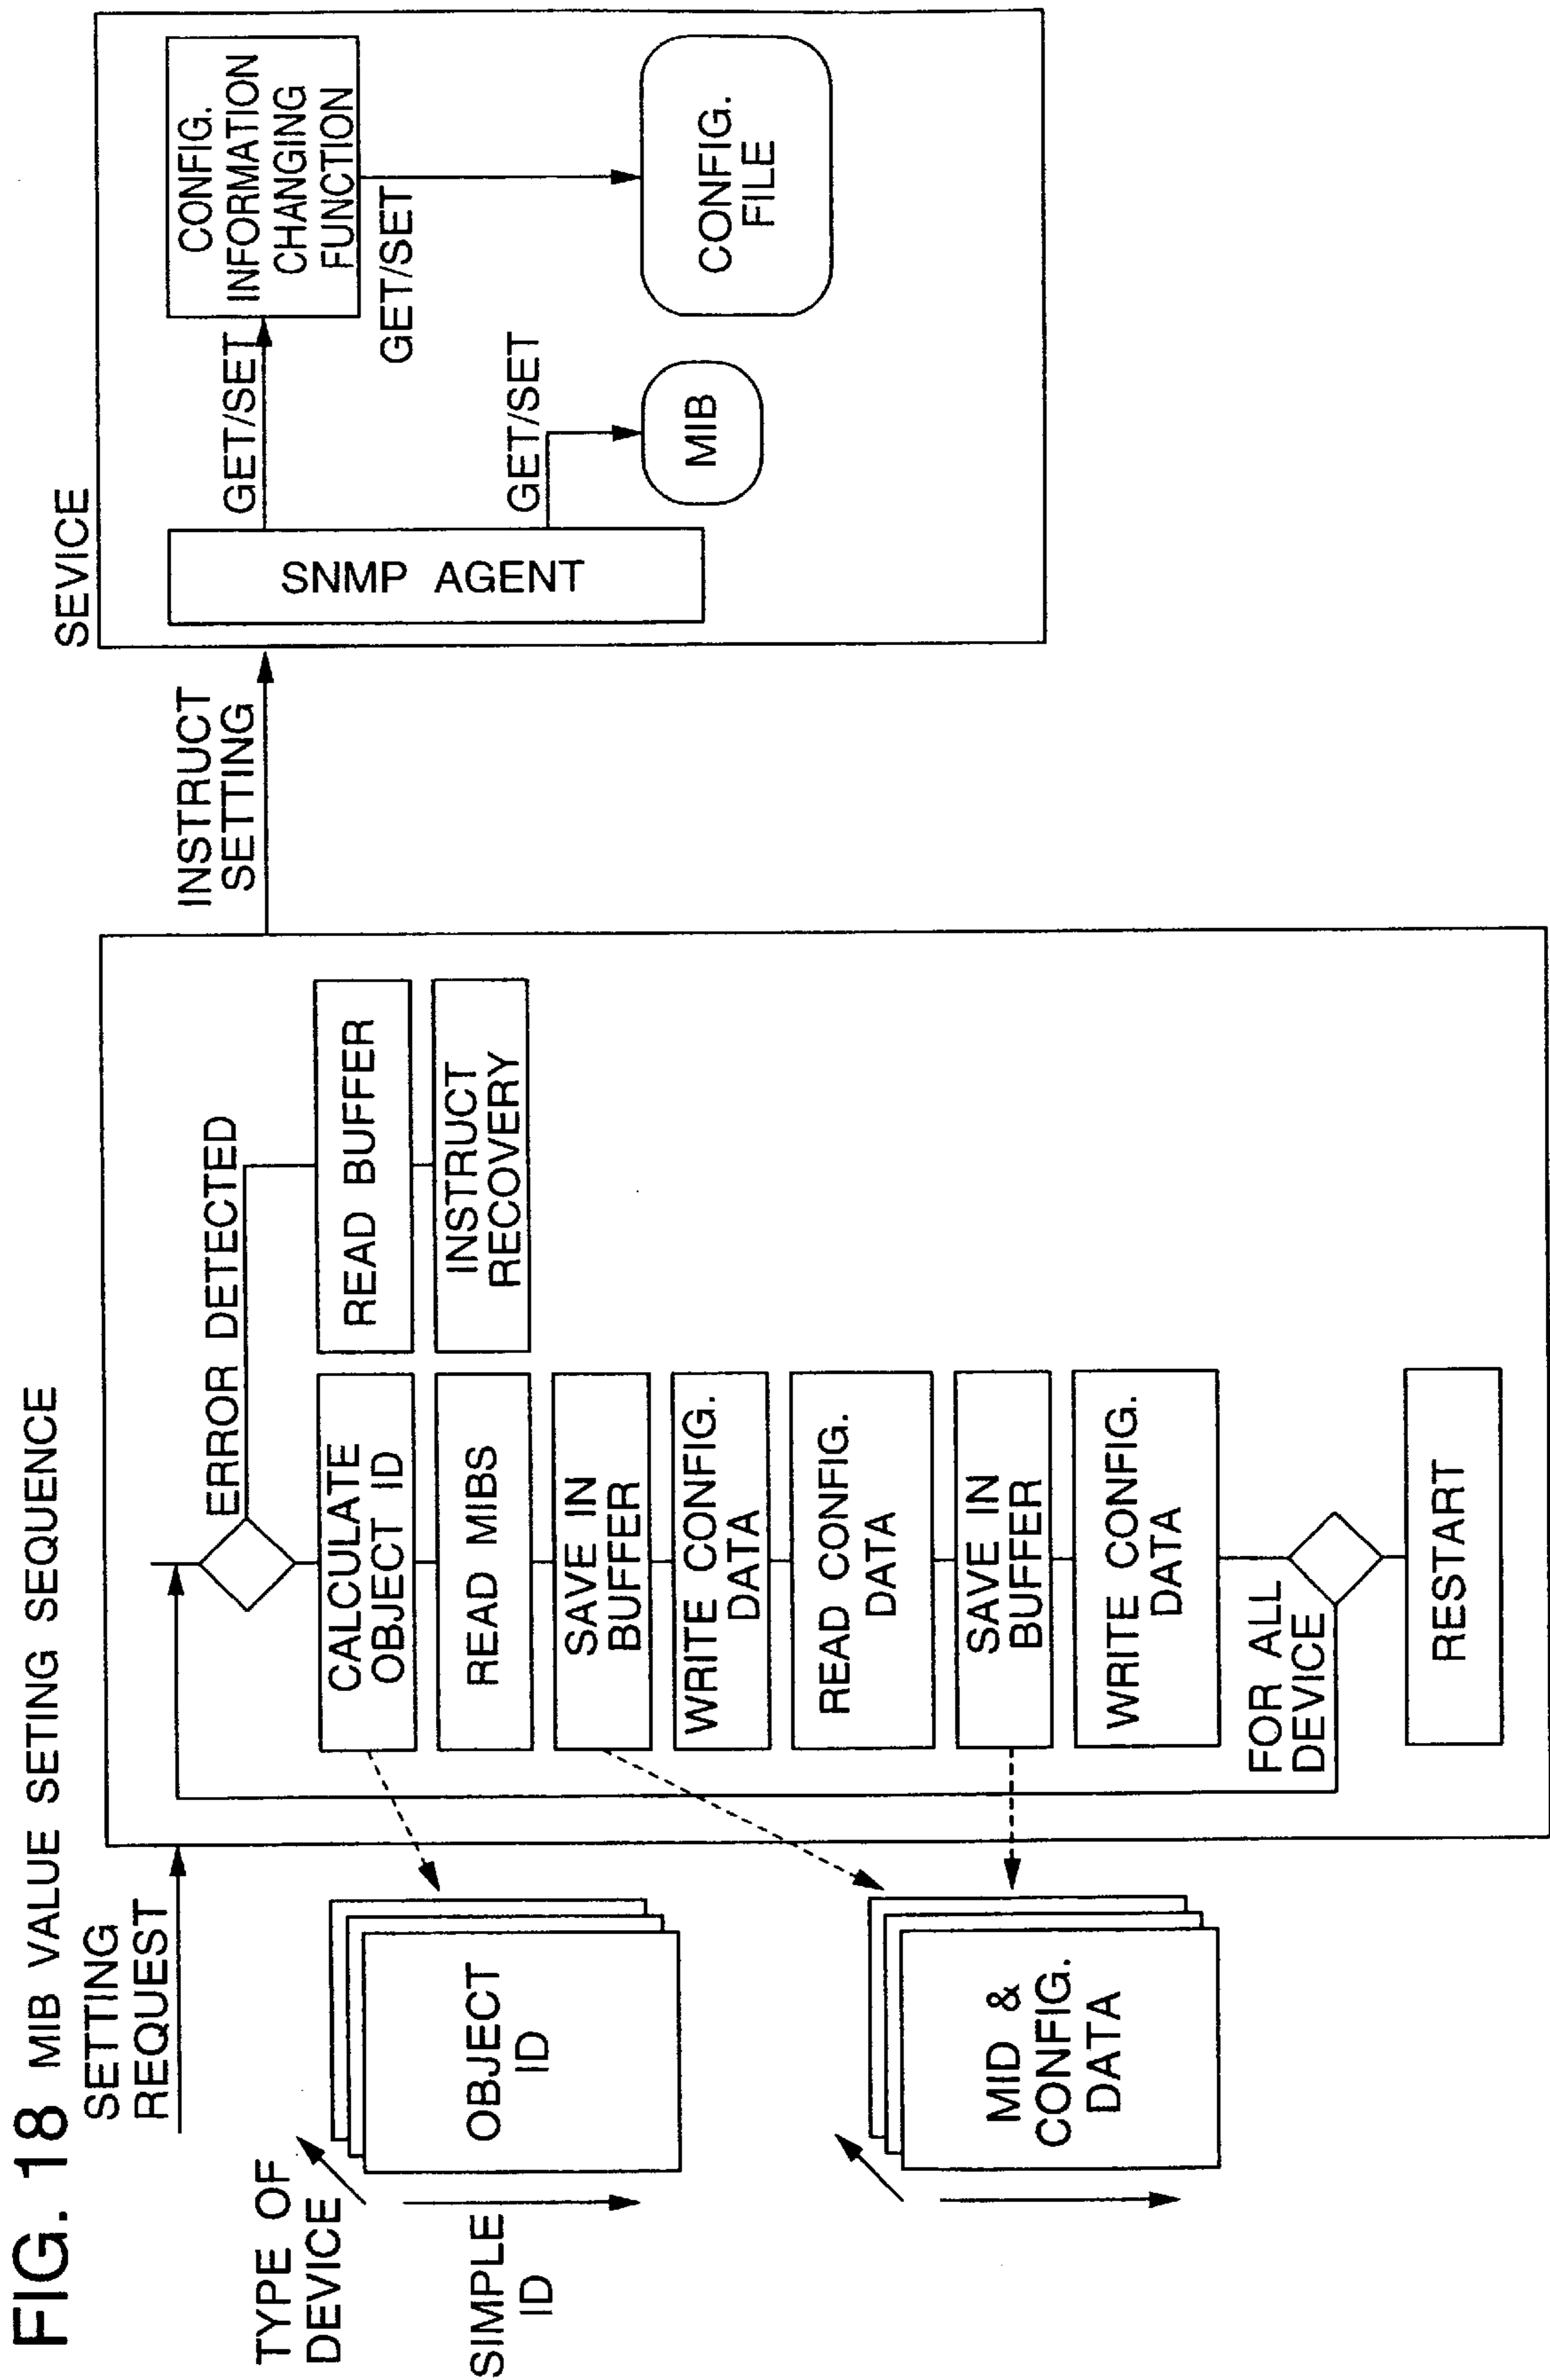 FIG. 18 MIB VALUE SETING SEQUENCE
SETTING
REQUEST
TYPE OF
DEVICE
SIMPLE
ID
OBJECT
ID
MID &
CONFIG.
DATA
ERROR DETECTED
CALCULATE
OBJECT ID
READ MIBS
SAVE IN
BUFFER
WRITE CONFIG.
DATA
READ CONFIG.
DATA
SAVE IN
BUFFER
WRITE CONFIG.
DATA
FOR ALL
DEVICE
RESTART
READ BUFFER
INSTRUCT
RECOVERY
INSTRUCT
SETTING
SEVICE
SNMP AGENT
GET/SET
GET/SET
MIB
CONFIG.
INFORMATION
CHANGING
FUNCTION
GET/SET
CONFIG.
FILE